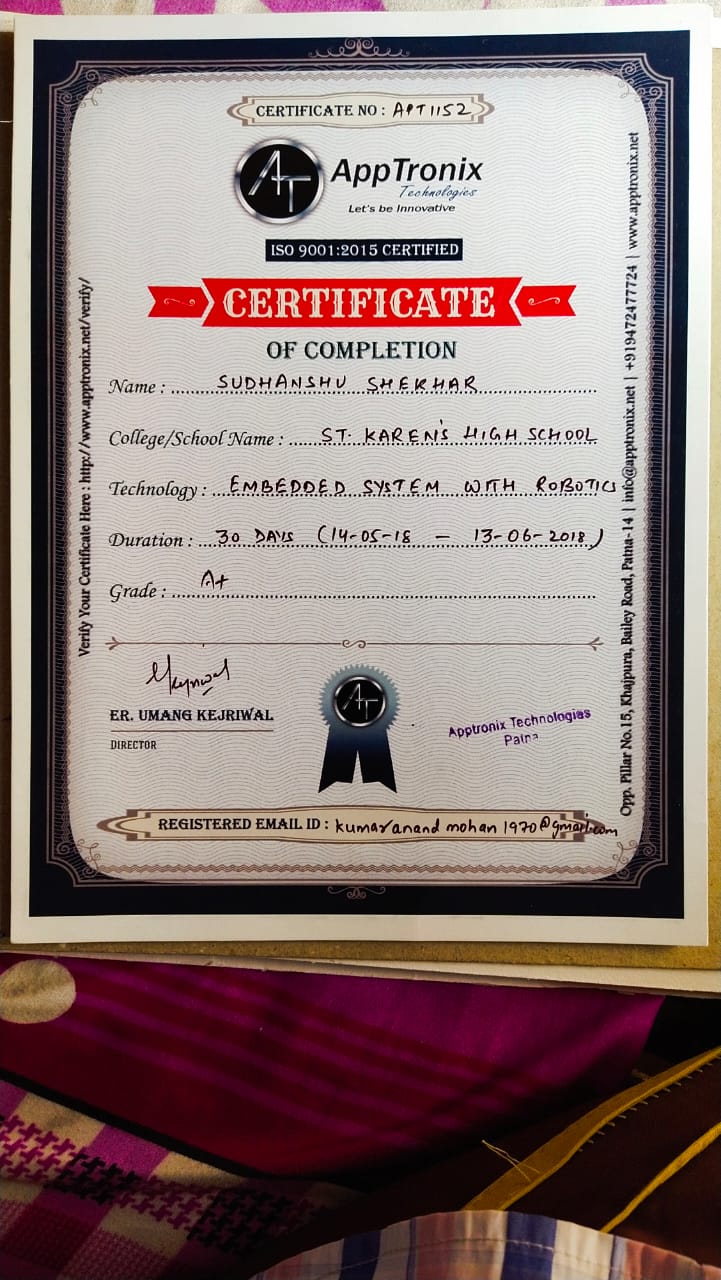 CERTIFICATE NO : APT1152
AT
AppTronix
Technologies
Let's be Innovative
ISO 9001:2015 CERTIFIED
CERTIFICATE
OF COMPLETION
Name : SUDHANSHU SHEKHAR
College/School Name : ST. KAREN'S HIGH SCHOOL
Technology : EMBEDDED SYSTEM WITH ROBOTICS
Duration : 30 DAYS (14-05-18 — 13-06-2018)
Grade : A+
Kejriwal
ER. UMANG KEJRIWAL
DIRECTOR
AT
Apptronix Technologies
Patna
REGISTERED EMAIL ID : kumaranand mohan 1970@gmail.com
Verify Your Certificate Here : http://www.apptronix.net/verify/
Opp. Pillar No.15, Khajpura, Bailey Road, Patna-14 | info@apptronix.net | +919472477724 | www.apptronix.net